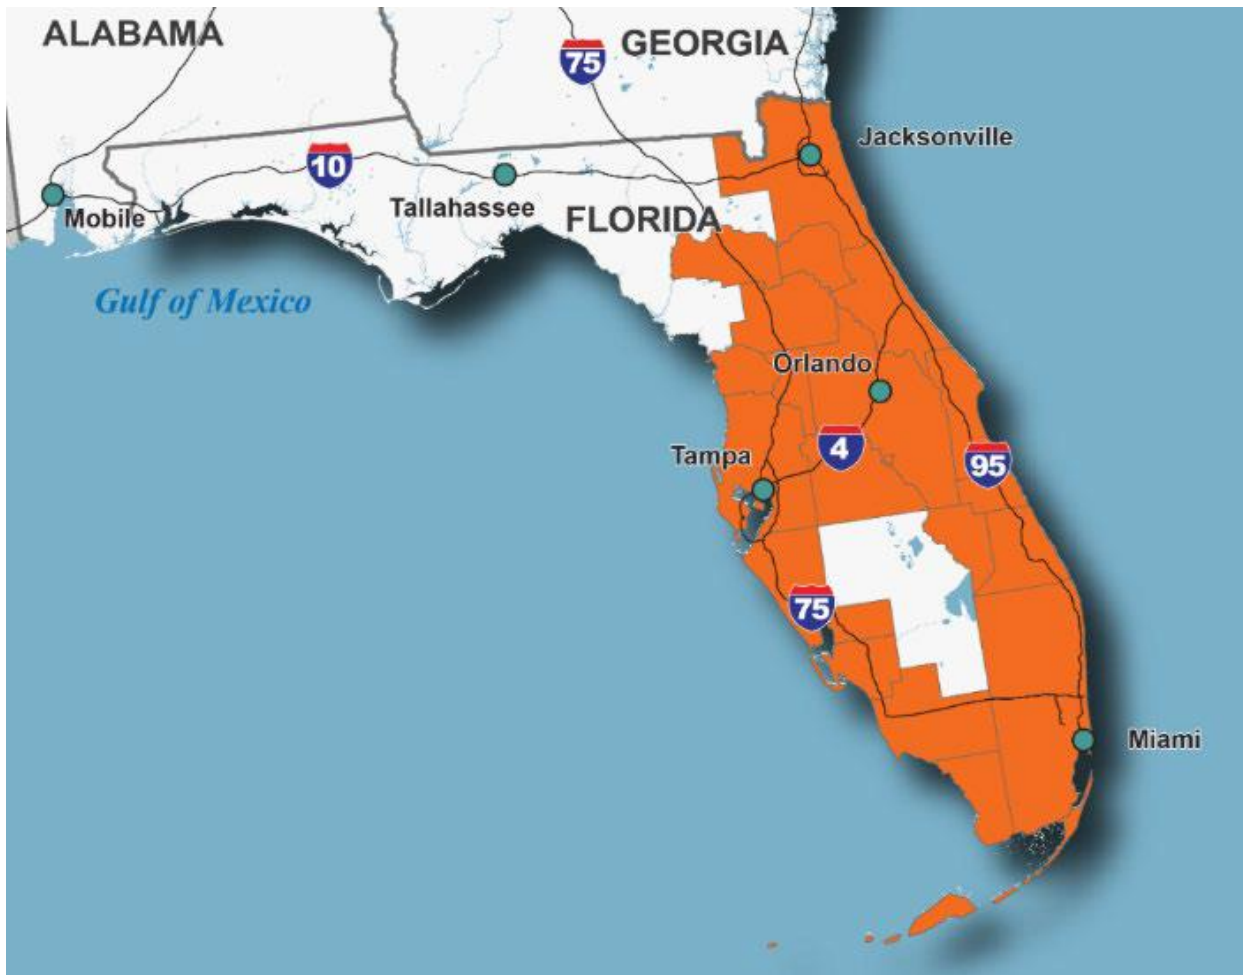 ALABAMA
GEORGIA
75
Jacksonville
10
Tallahassee
Mobile
FLORIDA
Gulf of Mexico
Orlando
4
Tampa
95
75
Miami